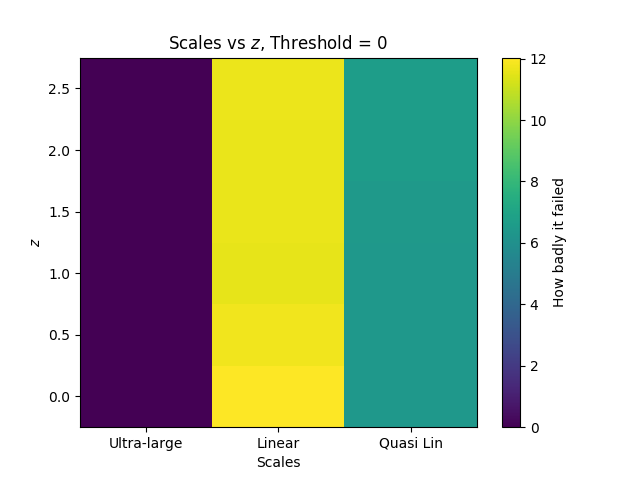 Scales vs z, Threshold = 0
2.5
2.0
1.5
1.0
0.5
0.0
z
Ultra-large Linear Quasi Lin
Scales
12
10
8
6
4
2
0
How badly it failed